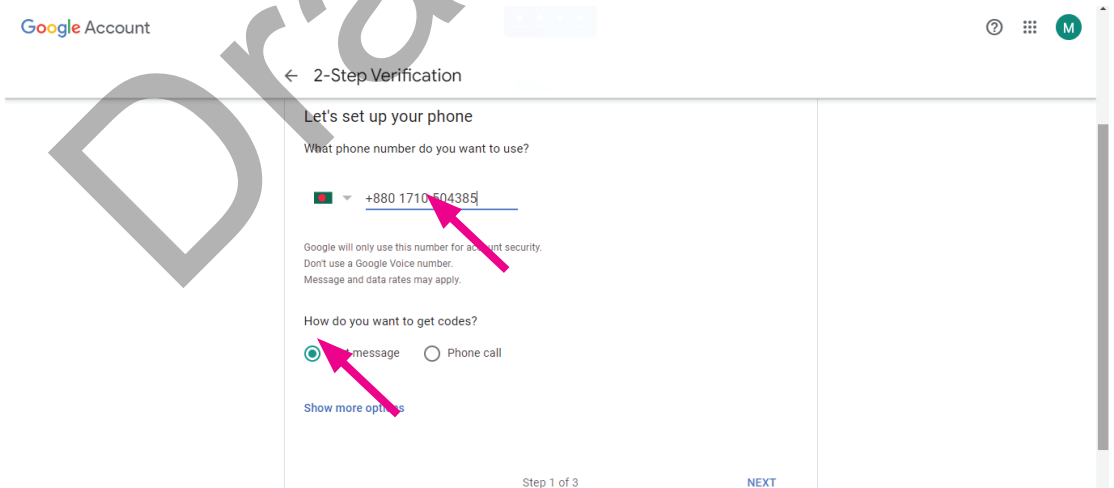 Google Account
M
← 2-Step Verification
Let's set up your phone
What phone number do you want to use?
+880 1710-504385
Google will only use this number for account security.
Don't use a Google Voice number.
Message and data rates may apply.
How do you want to get codes?
Text message Phone call
Show more options
Step 1 of 3 NEXT
Dra